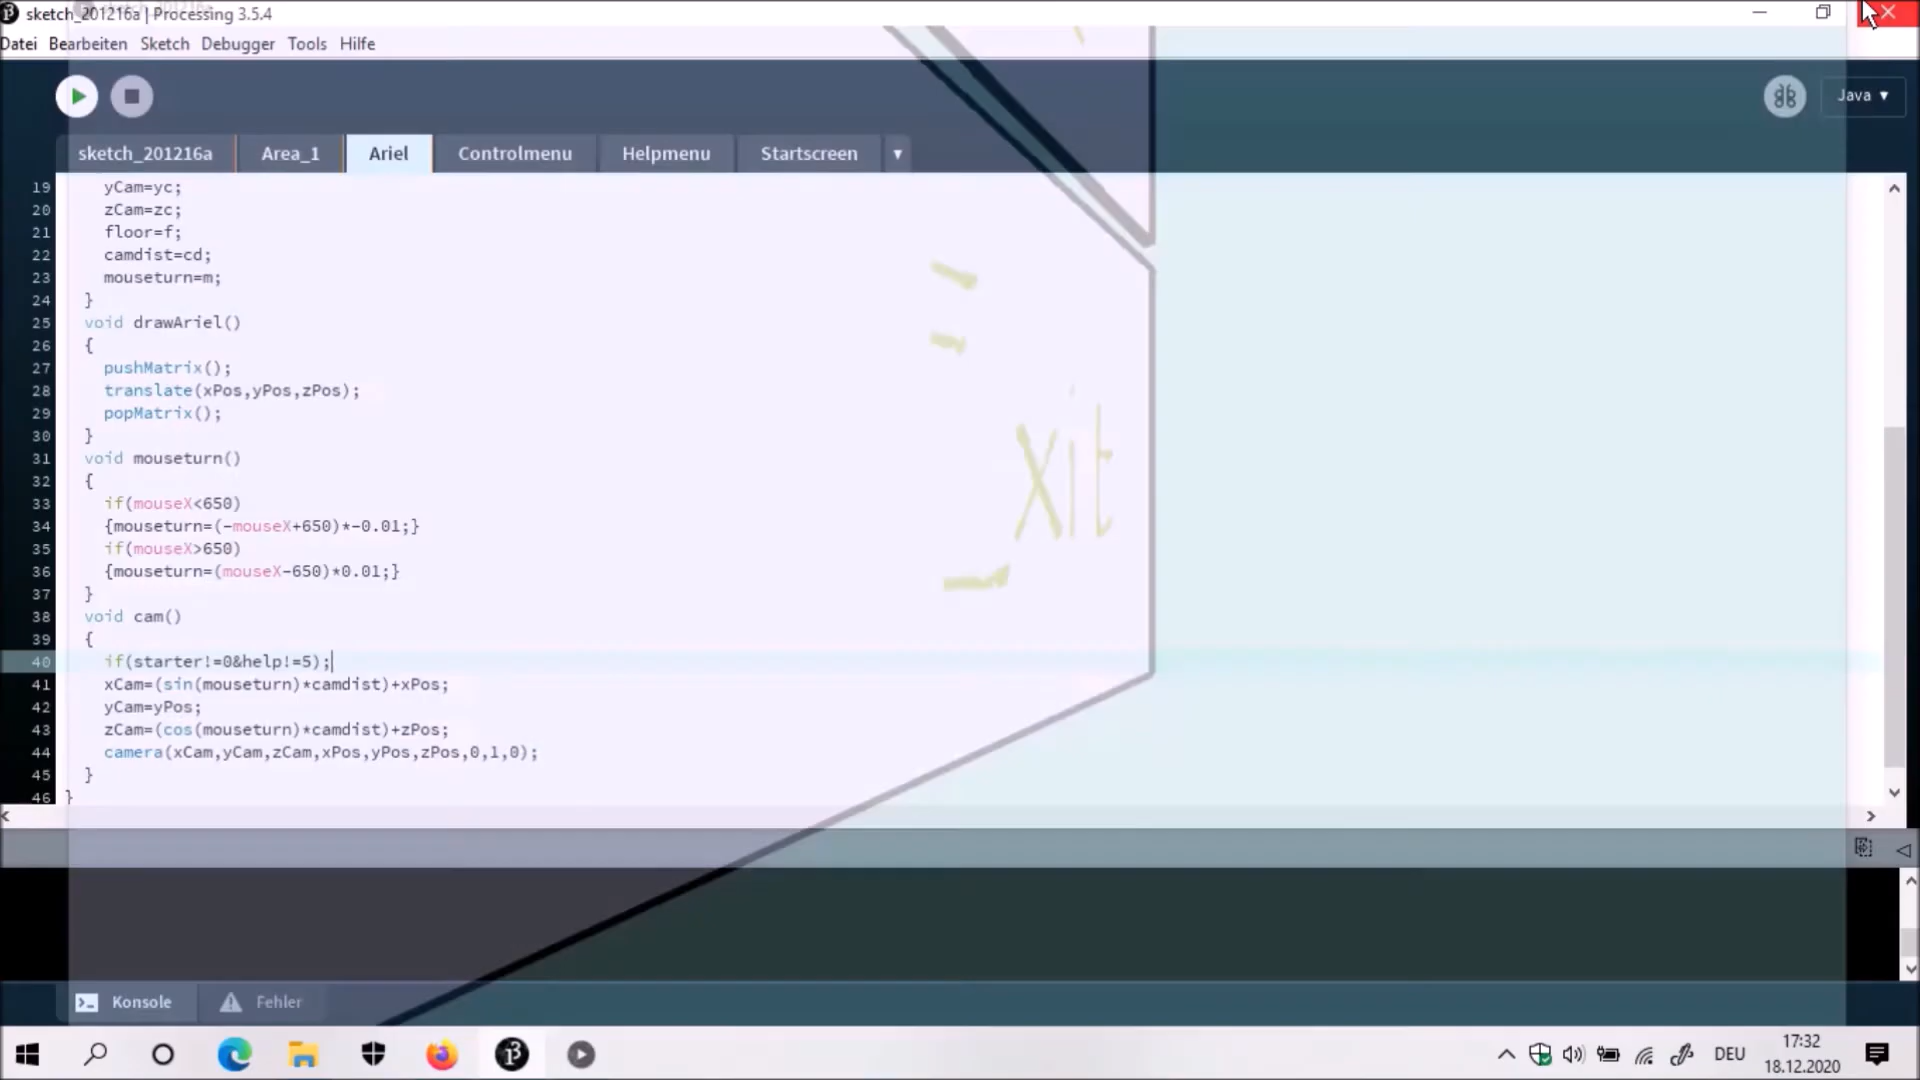 sketch_201216a | Processing 3.5.4
Datei Bearbeiten Sketch Debugger Tools Hilfe
Java ▾
sketch_201216a Area_1 Ariel Controlmenu Helpmenu Startscreen ▾
19 yCam=yc;
20 zCam=zc;
21 floor=f;
22 camdist=cd;
23 mouseturn=m;
24 }
25 void drawAriel()
26 {
27 pushMatrix();
28 translate(xPos,yPos,zPos);
29 popMatrix();
30 }
31 void mouseturn()
32 {
33 if(mouseX<650)
34 {mouseturn=(-mouseX+650)*-0.01;}
35 if(mouseX>650)
36 {mouseturn=(mouseX-650)*0.01;}
37 }
38 void cam()
39 {
40 if(starter!=0&help!=5);
41 xCam=(sin(mouseturn)*camdist)+xPos;
42 yCam=yPos;
43 zCam=(cos(mouseturn)*camdist)+zPos;
44 camera(xCam,yCam,zCam,xPos,yPos,zPos,0,1,0);
45 }
46 }
xit
Konsole Fehler
DEU
17:32
18.12.2020